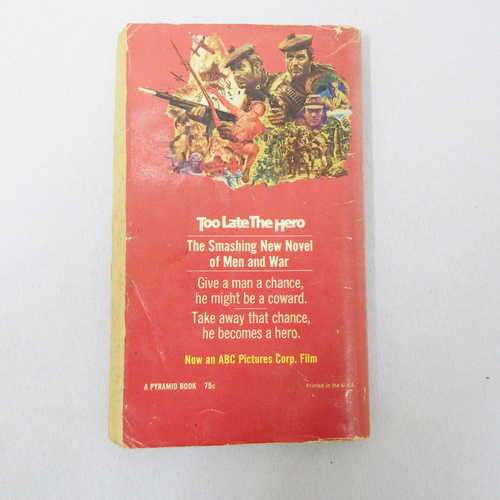 Too Late The Hero
The Smashing New Novel
of Men and War
Give a man a chance,
he might be a coward.
Take away that chance,
he becomes a hero.
Now an ABC Pictures Corp. Film
A PYRAMID BOOK 75c
Printed in the U.S.A.